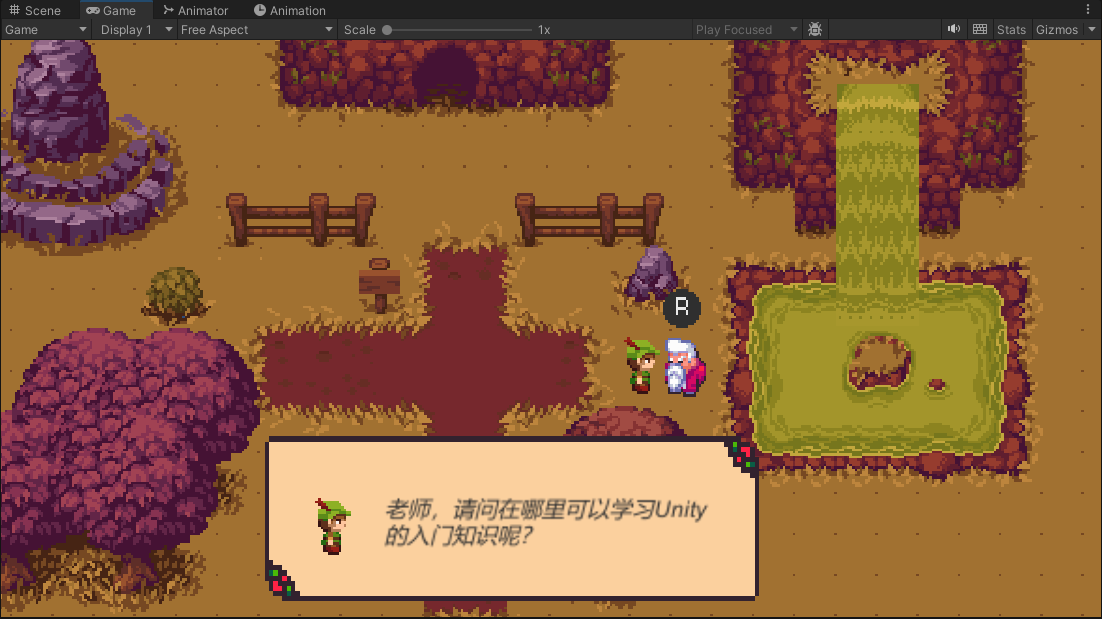 Scene Game Animator Animation
Game Display 1 Free Aspect Scale 1x Play Focused Stats Gizmos
R
老师，请问在哪里可以学习Unity
的入门知识呢？